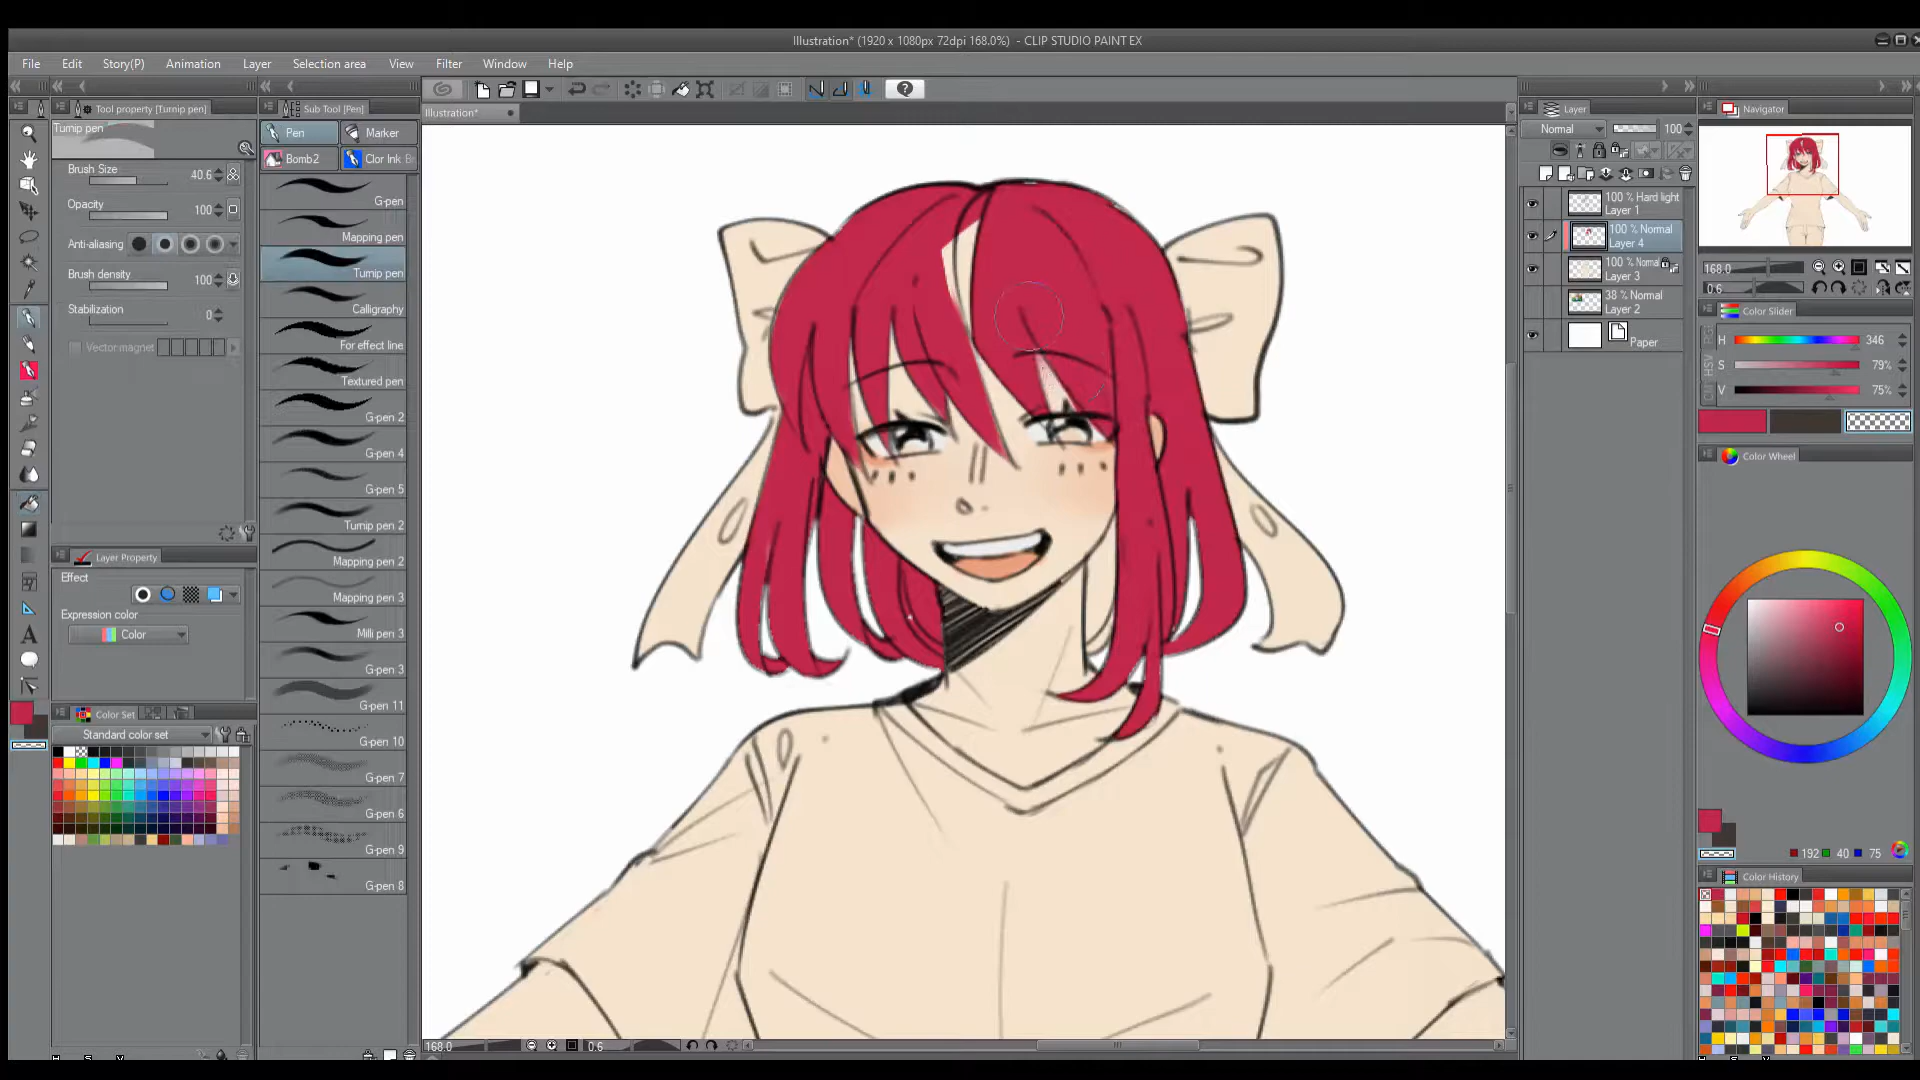 Illustration* (1920 x 1080px 72dpi 168.0%) - CLIP STUDIO PAINT EX
File Edit Story(P) Animation Layer Selection area View Filter Window Help
Tool property [Turnip pen]
Sub Tool [Pen]
Illustration*
Layer
Navigator
Turnip pen
Pen
Marker
Bomb2
Clor Ink
Brush Size 40.6
Opacity 100
Anti-aliasing
Brush density 100
Stabilization 0
Vector magnet
G-pen
Mapping pen
Turnip pen
Calligraphy
For effect line
Textured pen
G-pen 2
G-pen 4
G-pen 5
Turnip pen 2
Mapping pen 2
Mapping pen 3
Milli pen 3
G-pen 3
G-pen 11
G-pen 10
G-pen 7
G-pen 6
G-pen 9
G-pen 8
Layer Property
Effect
Expression color
Color
Color Set
Standard color set
168.0
0.6
Normal 100
100 % Hard light
Layer 1
100 % Normal
Layer 4
100 % Normal
Layer 3
38 % Normal
Layer 2
Paper
168.0
0.6
Color Slider
H 346
S 79%
V 75%
HSV
Color Wheel
192 40 75
Color History